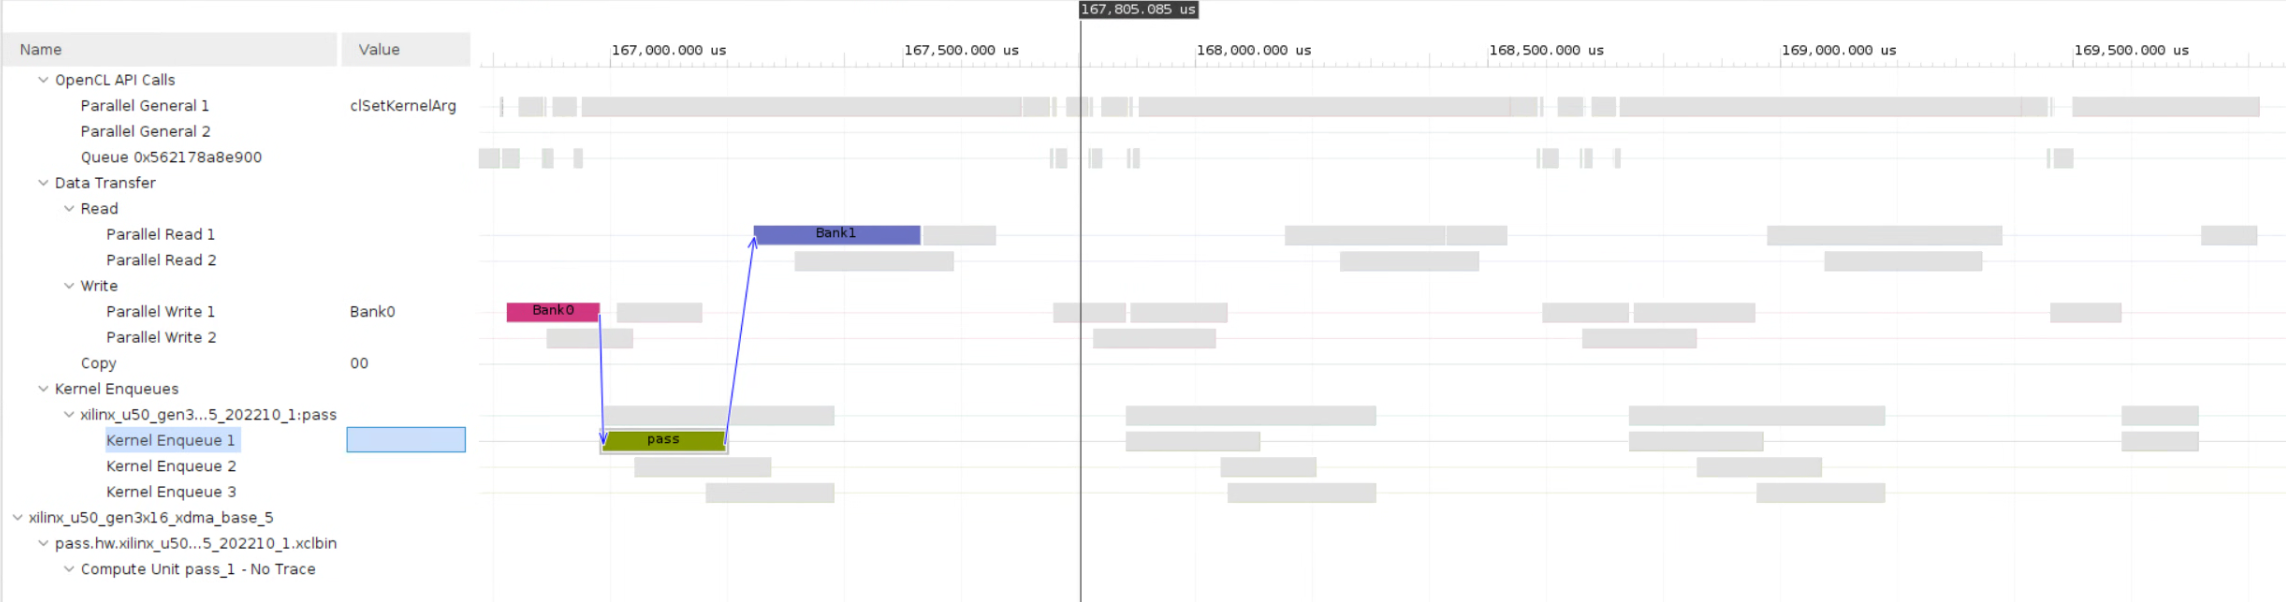 167,805.085 us
Name Value 167,000.000 us 167,500.000 us 168,000.000 us 168,500.000 us 169,000.000 us 169,500.000 us
OpenCL API Calls
Parallel General 1 clSetKernelArg
Parallel General 2
Queue 0x562178a8e900
Data Transfer
Read
Parallel Read 1 Bank1
Parallel Read 2
Write
Parallel Write 1 Bank0 Bank0
Parallel Write 2
Copy 00
Kernel Enqueues
xilinx_u50_gen3...5_202210_1:pass
Kernel Enqueue 1 pass
Kernel Enqueue 2
Kernel Enqueue 3
xilinx_u50_gen3x16_xdma_base_5
pass.hw.xilinx_u50...5_202210_1.xclbin
Compute Unit pass_1 - No Trace